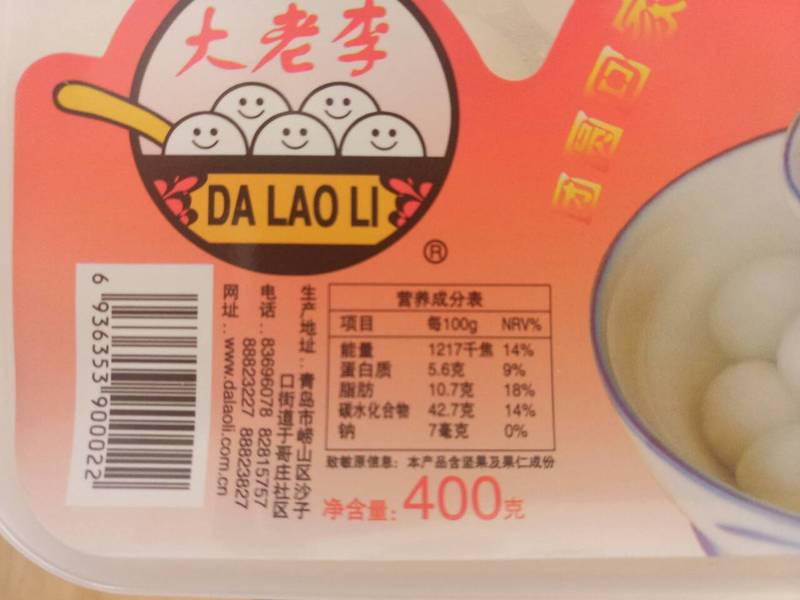 大老李
DA LAO LI
®
团圆回家
6 936353 900022
网址：www.dalaoli.com.cn
电话：83696078 82815757
88823227 88823827
生产地址：青岛市崂山区沙子
口街道于哥庄社区
营养成分表
项目 每100g NRV%
能量 1217千焦 14%
蛋白质 5.6克 9%
脂肪 10.7克 18%
碳水化合物 42.7克 14%
钠 7毫克 0%
致敏原信息：本产品含坚果及果仁成份
净含量：400克